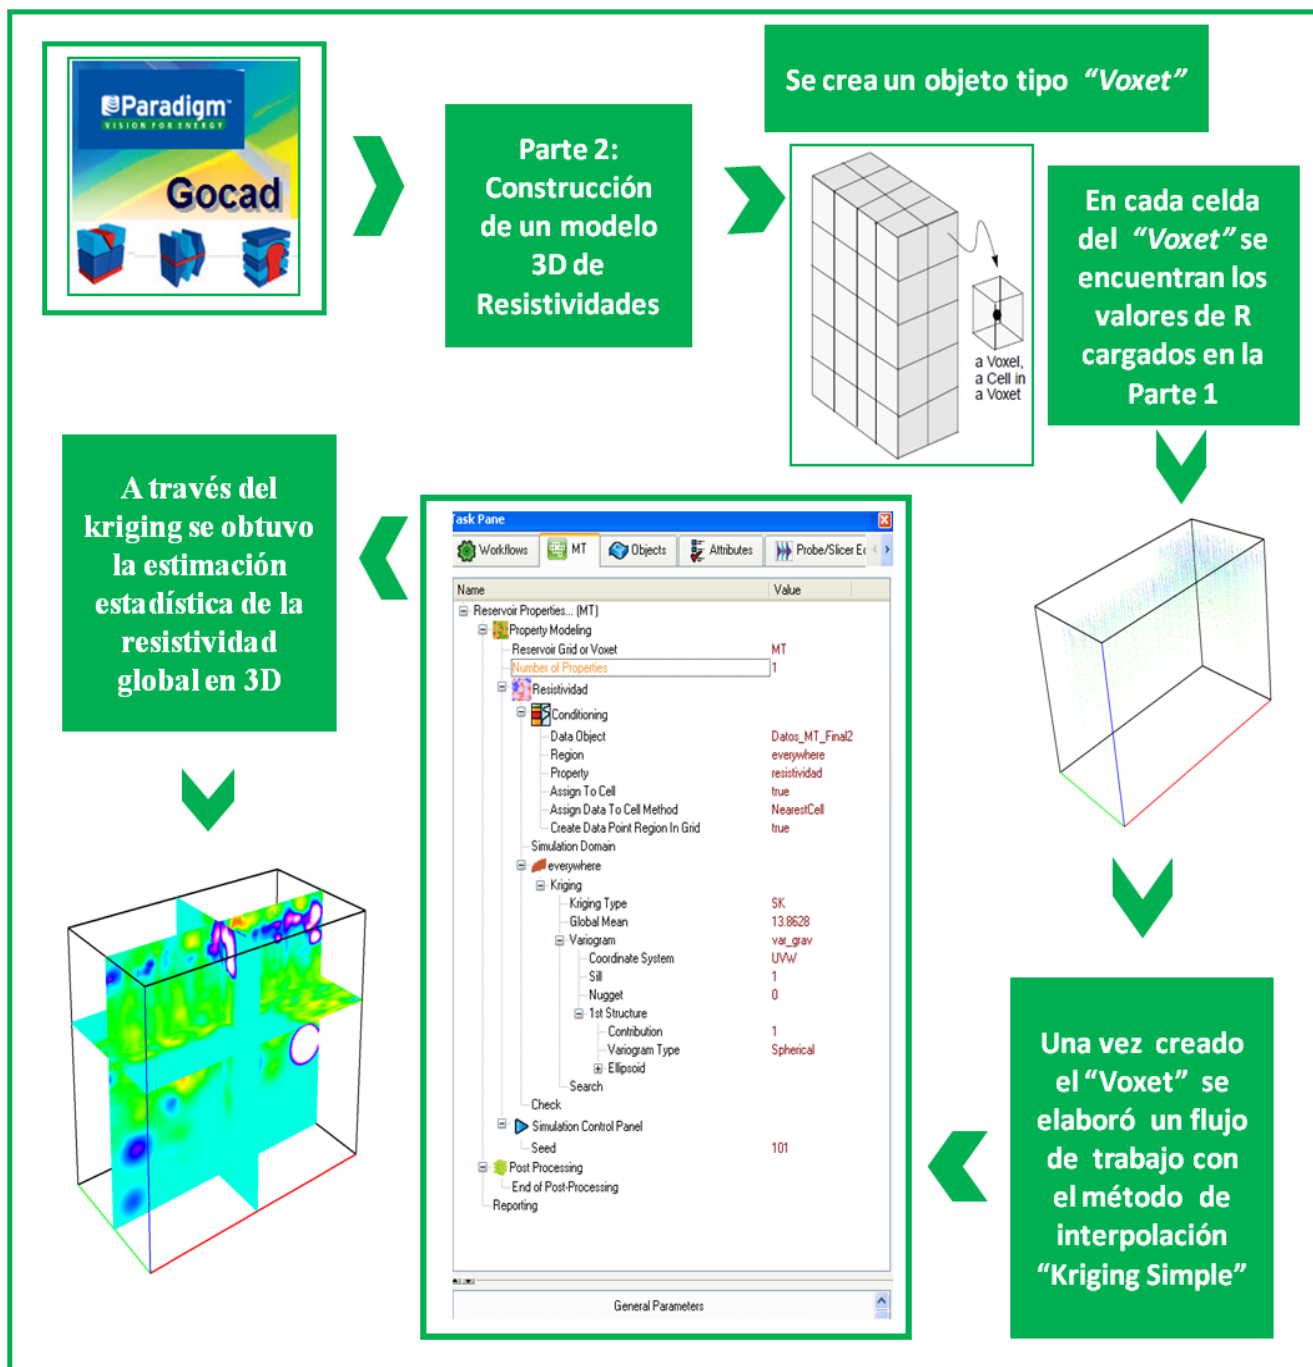 Paradigm™
VISION FOR ENERGY
Gocad
Parte 2:
Construcción
de un modelo
3D de
Resistividades
Se crea un objeto tipo “Voxet”
a Voxel,
a Cell in
a Voxet
En cada celda
del “Voxet” se
encuentran los
valores de R
cargados en la
Parte 1
Una vez creado
el “Voxet” se
elaboró un flujo
de trabajo con
el método de
interpolación
“Kriging Simple”
Task Pane
Workflows MT Objects Attributes Probe/Slicer Ec
Name Value
Reservoir Properties... (MT)
Property Modeling
Reservoir Grid or Voxet MT
Number of Properties 1
Resistividad
Conditioning
Data Object Datos_MT_Final2
Region everywhere
Property resistividad
Assign To Cell true
Assign Data To Cell Method NearestCell
Create Data Point Region In Grid true
Simulation Domain
everywhere
Kriging
Kriging Type SK
Global Mean 13.8628
Variogram var_grav
Coordinate System UVW
Sill 1
Nugget 0
1st Structure
Contribution 1
Variogram Type Spherical
Ellipsoid
Search
Check
Simulation Control Panel
Seed 101
Post Processing
End of Post-Processing
Reporting
General Parameters
A través del
kriging se obtuvo
la estimación
estadística de la
resistividad
global en 3D